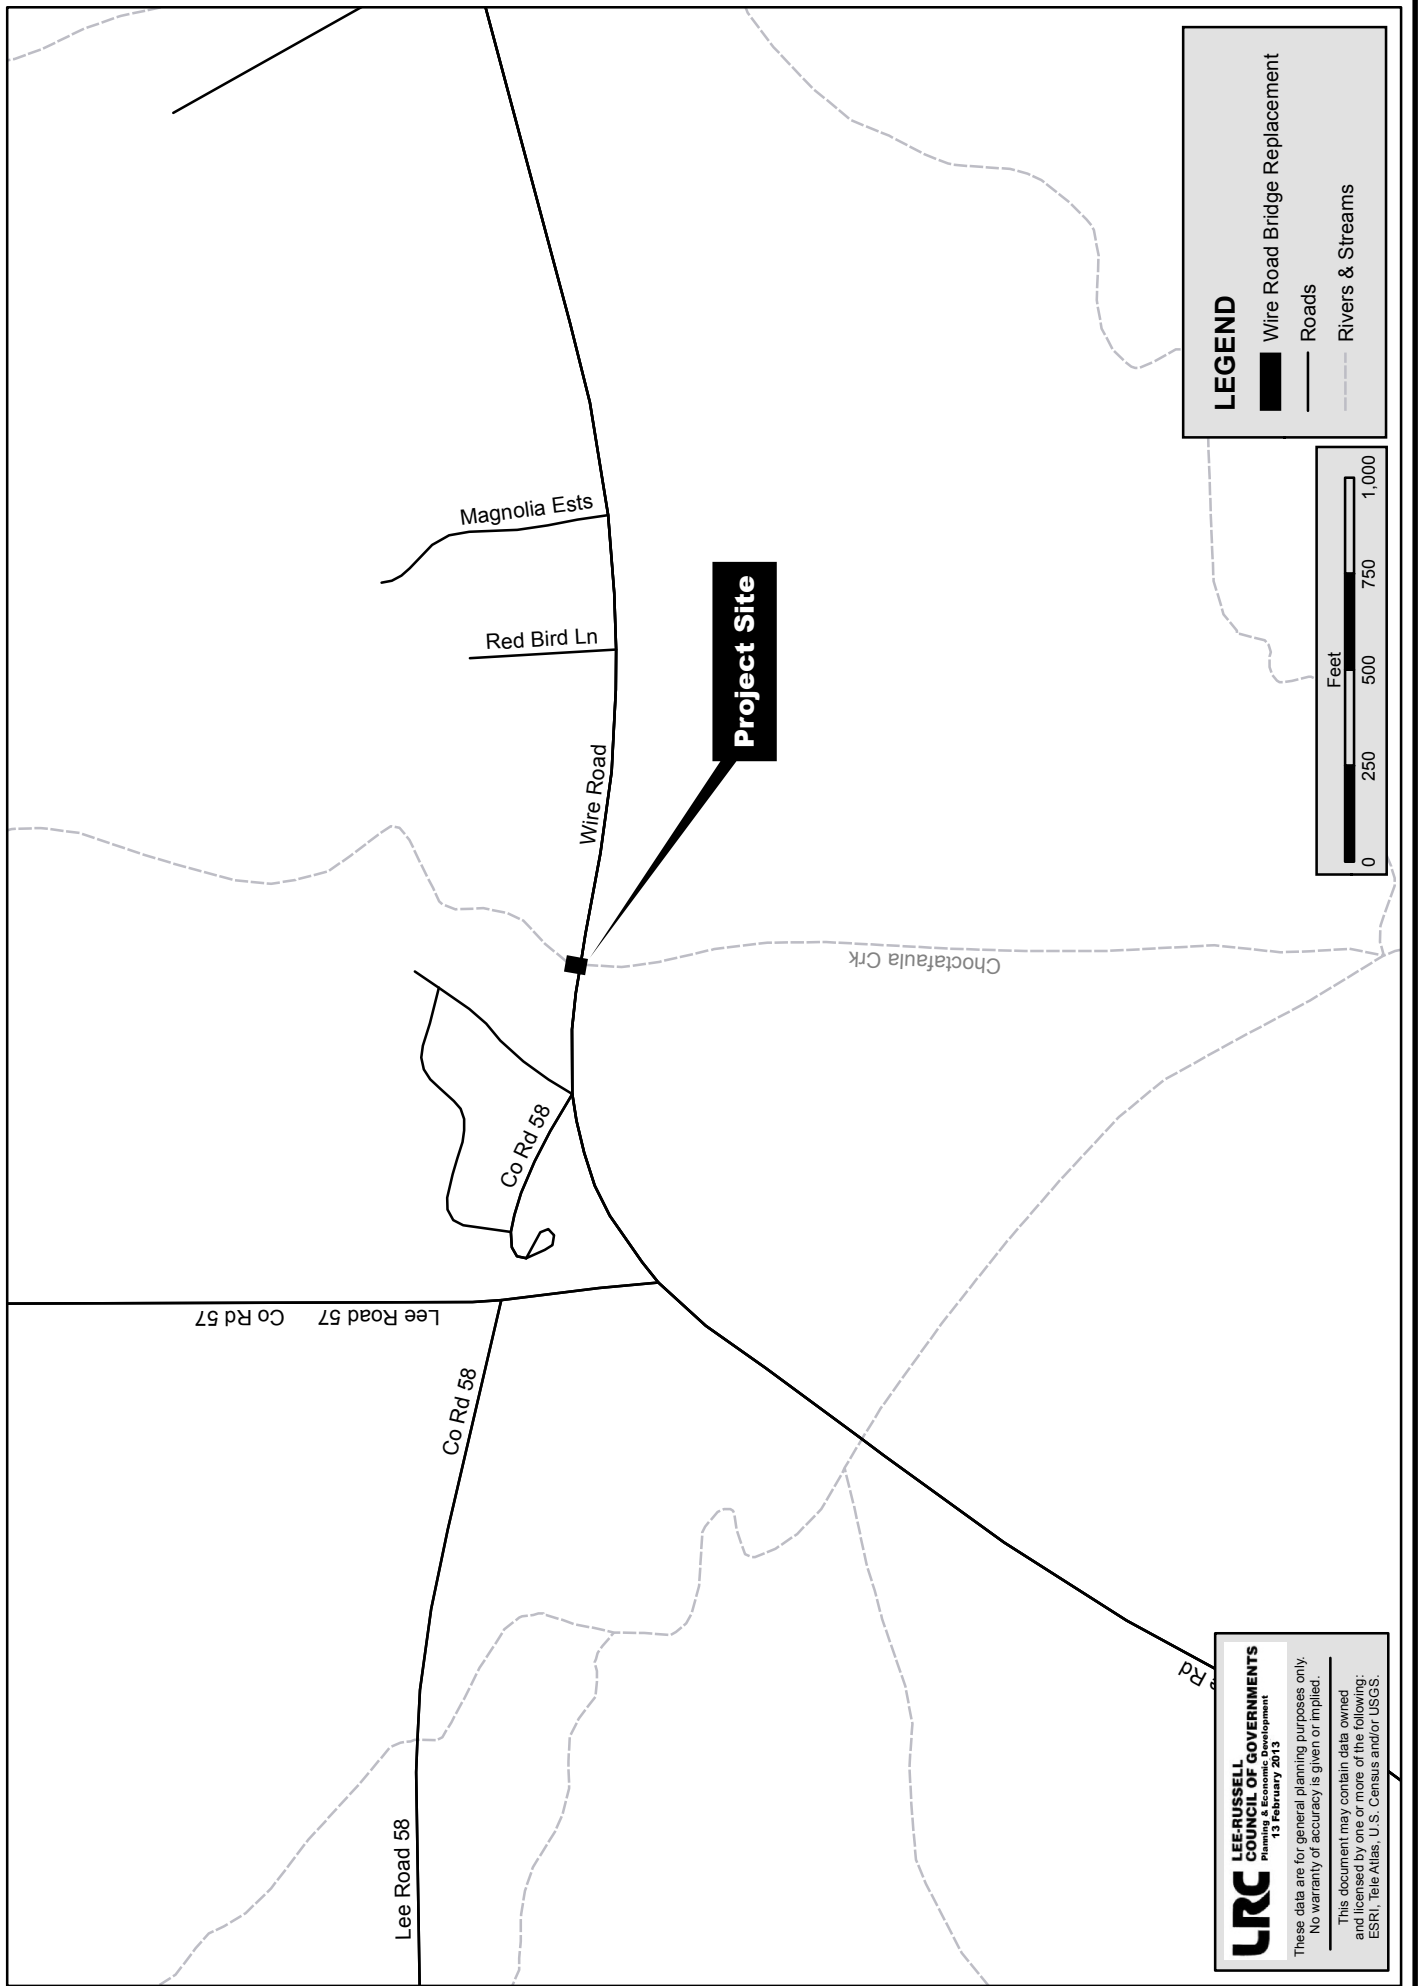 Magnolia Ests
Red Bird Ln
Wire Road
Project Site
Choctafaula Crk
Co Rd 58
Co Rd 57
Lee Road 57
Co Rd 58
Lee Road 58
Rd
LEGEND
Wire Road Bridge Replacement
Roads
Rivers & Streams
Feet
0 250 500 750 1,000
LRC
LEE-RUSSELL
COUNCIL OF GOVERNMENTS
Planning & Economic Development
13 February 2013
These data are for general planning purposes only.
No warranty of accuracy is given or implied.
This document may contain data owned
and licensed by one or more of the following:
ESRI, Tele Atlas, U.S. Census and/or USGS.